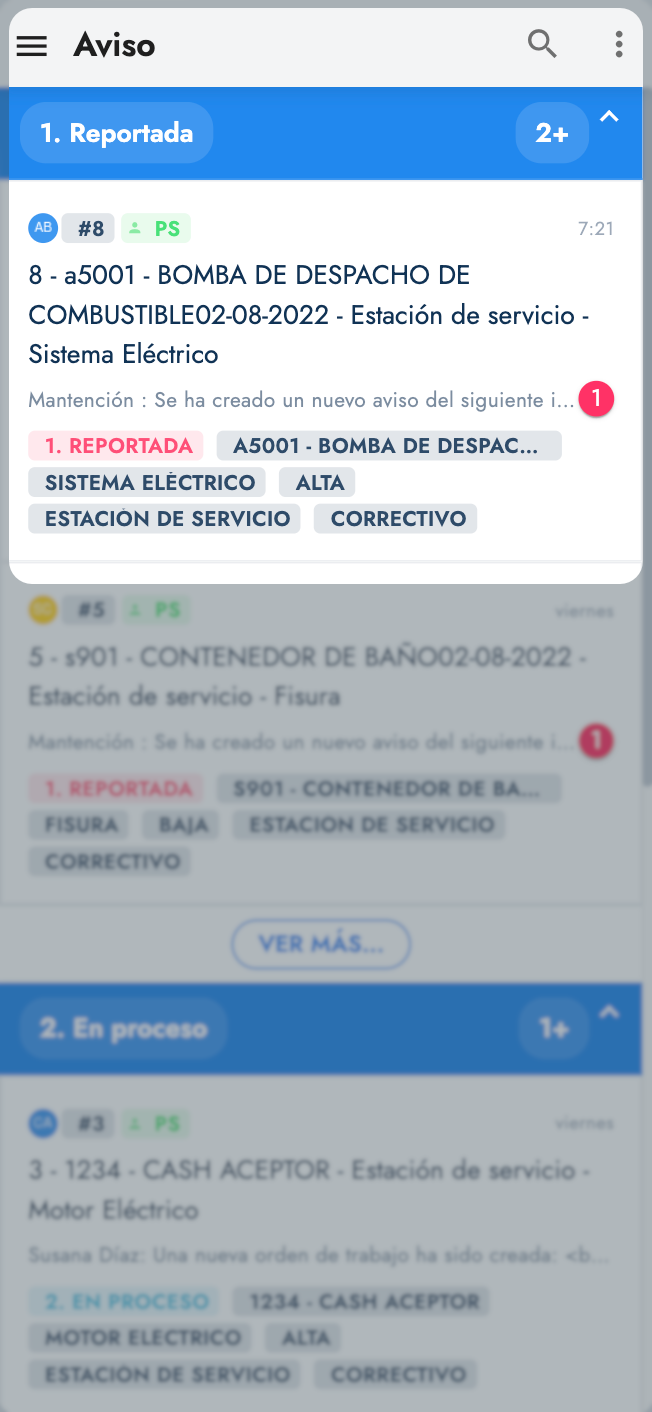 Aviso
1. Reportada 2+
AB #8 PS 7:21
8 - a5001 - BOMBA DE DESPACHO DE
COMBUSTIBLE02-08-2022 - Estación de servicio -
Sistema Eléctrico
Mantención : Se ha creado un nuevo aviso del siguiente i... 1
1. REPORTADA A5001 - BOMBA DE DESPAC...
SISTEMA ELÉCTRICO ALTA
ESTACIÓN DE SERVICIO CORRECTIVO
#5 PS viernes
5 - s901 - CONTENEDOR DE BAÑO02-08-2022 -
Estación de servicio - Fisura
Mantención : Se ha creado un nuevo aviso del siguiente i... 1
1. REPORTADA S901 - CONTENEDOR DE BA...
FISURA BAJA ESTACIÓN DE SERVICIO
CORRECTIVO
VER MÁS...
2. En proceso 1+
CA #3 PS viernes
3 - 1234 - CASH ACEPTOR - Estación de servicio -
Motor Eléctrico
Susana Díaz: Una nueva orden de trabajo ha sido creada: <b...
2. EN PROCESO 1234 - CASH ACEPTOR
MOTOR ELÉCTRICO ALTA
ESTACIÓN DE SERVICIO CORRECTIVO